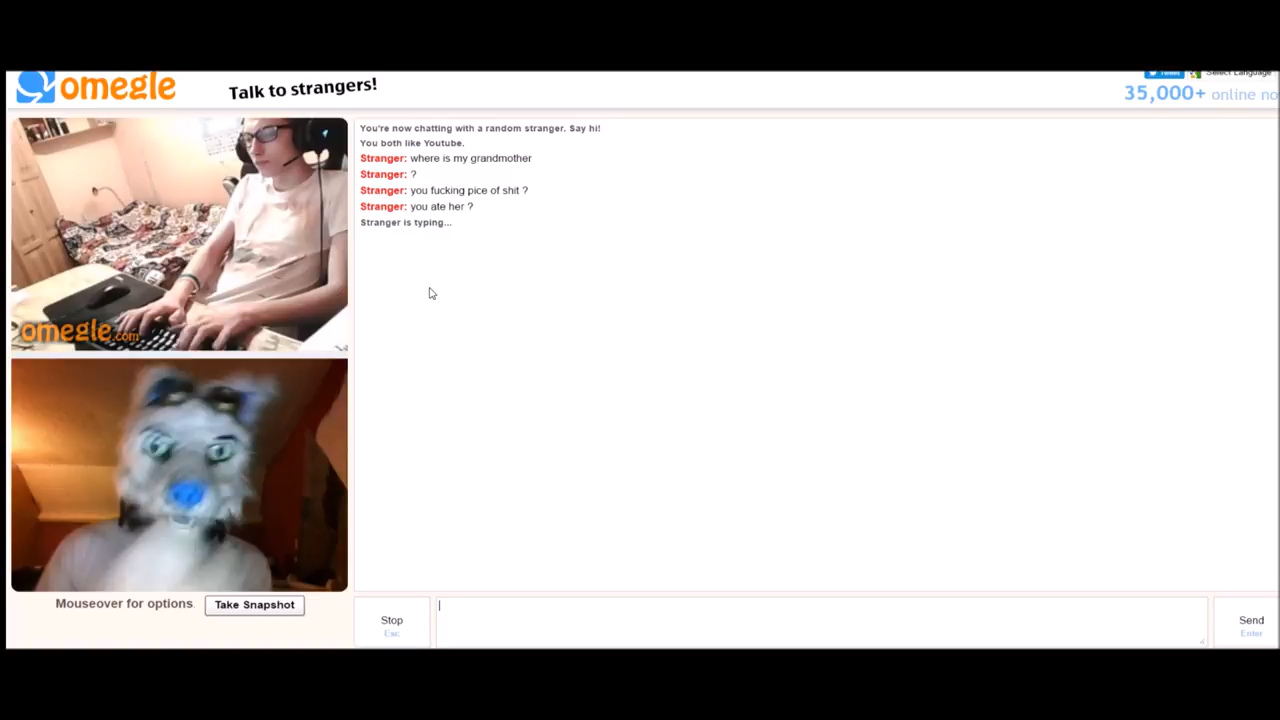 omegle
Talk to strangers!
Tweet
Select Language
35,000+ online no
You're now chatting with a random stranger. Say hi!
You both like Youtube.
Stranger: where is my grandmother
Stranger: ?
Stranger: you fucking pice of shit ?
Stranger: you ate her ?
Stranger is typing...
omegle.com
Mouseover for options.
Take Snapshot
Stop
Esc
Send
Enter